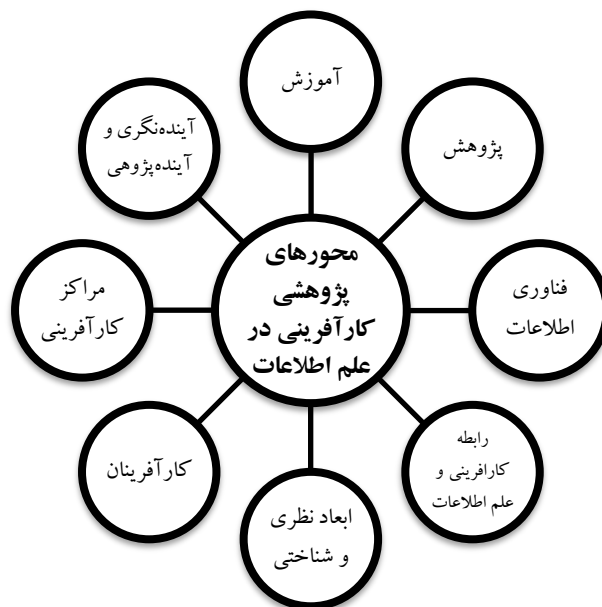 محورهای
پژوهشی
کارآفرینی در
علم اطلاعات
آموزش
پژوهش
فناوری
اطلاعات
رابطه
کارافرینی و
علم اطلاعات
ابعاد نظری
و شناختی
کارآفرینان
مراکز
کارآفرینی
آینده‌نگری و
آینده‌پژوهی